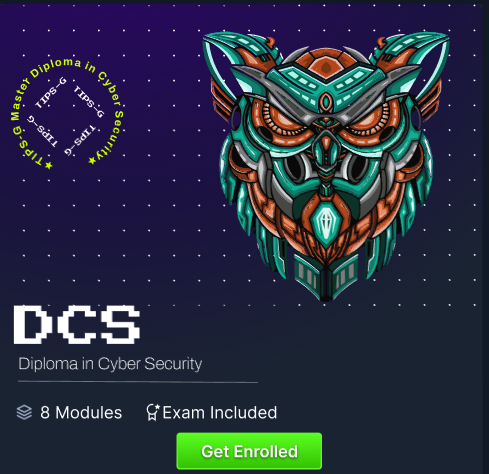 ★TIPS-G Master Diploma in Cyber Security★
TIPS-G
TIPS-G
TIPS-G
TIPS-G
DCS
Diploma in Cyber Security
8 Modules
Exam Included
Get Enrolled